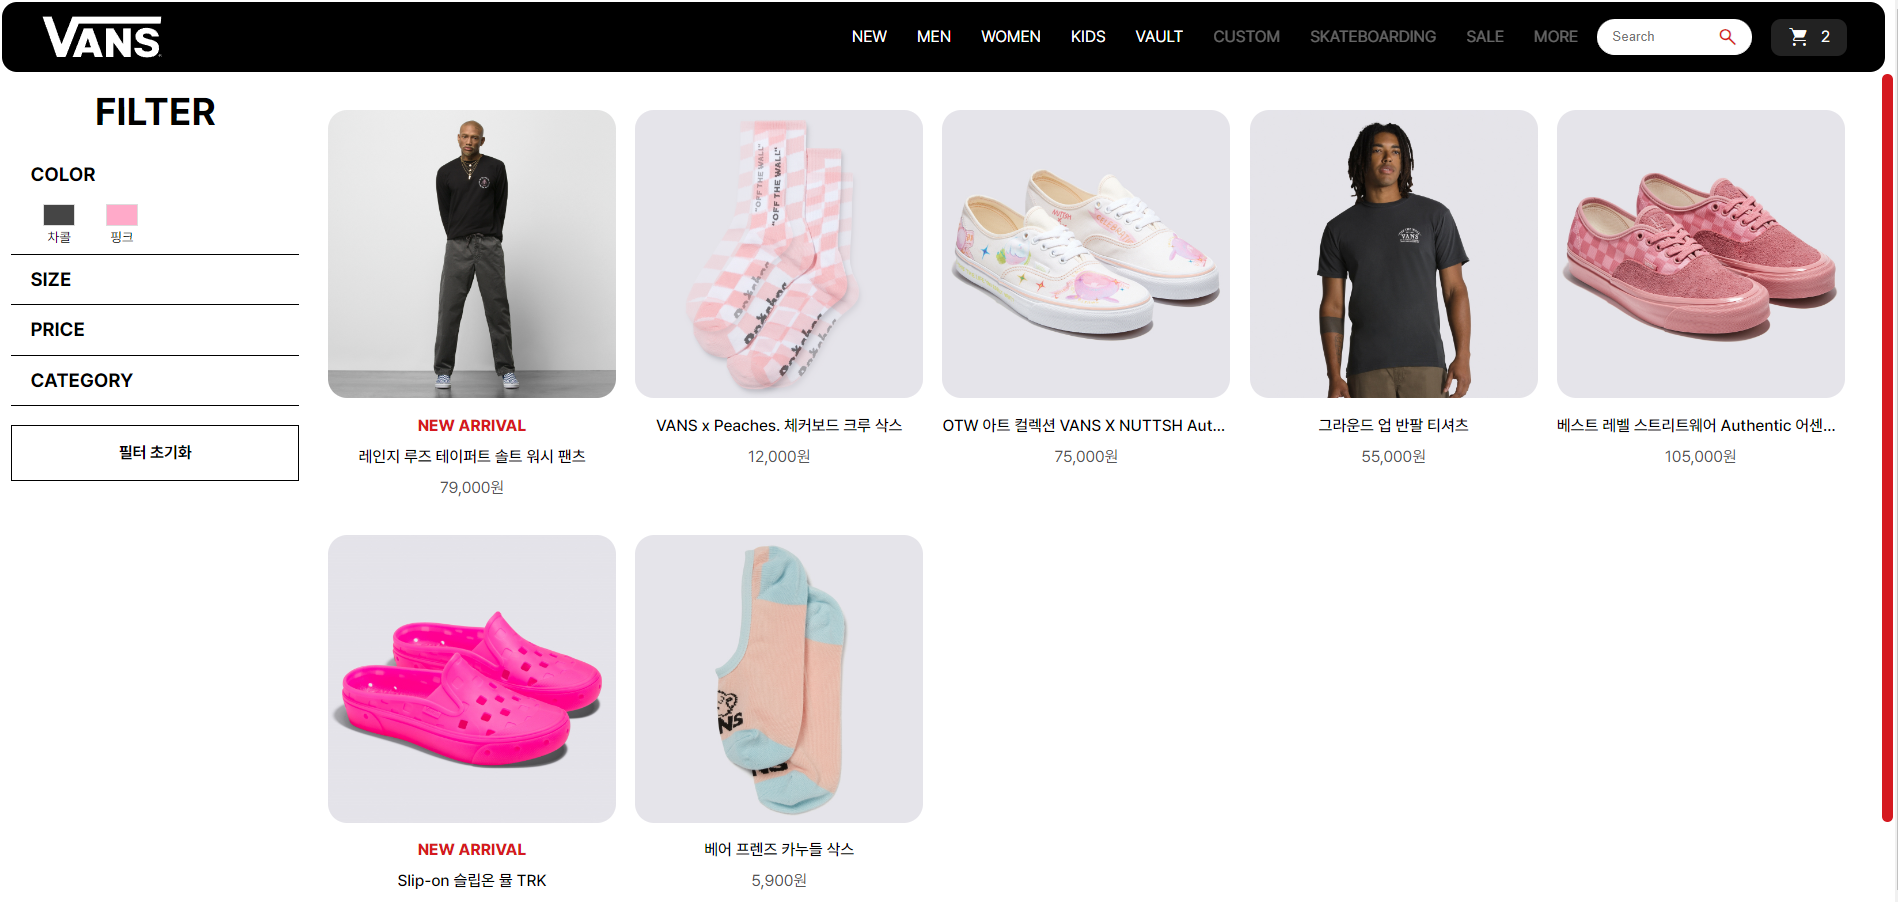 VANS
NEW MEN WOMEN KIDS VAULT CUSTOM SKATEBOARDING SALE MORE Search 2
FILTER
COLOR
차콜 핑크
SIZE
PRICE
CATEGORY
필터 초기화
"OFF THE WALL"
"OFF THE WALL"
VANS
NEW ARRIVAL
레인지 루즈 테이퍼트 솔트 워시 팬츠
79,000원
VANS x Peaches. 체커보드 크루 삭스
12,000원
OTW 아트 컬렉션 VANS X NUTTSH Aut...
75,000원
그라운드 업 반팔 티셔츠
55,000원
베스트 레벨 스트리트웨어 Authentic 어센...
105,000원
NEW ARRIVAL
Slip-on 슬립온 뮬 TRK
베어 프렌즈 카누들 삭스
5,900원